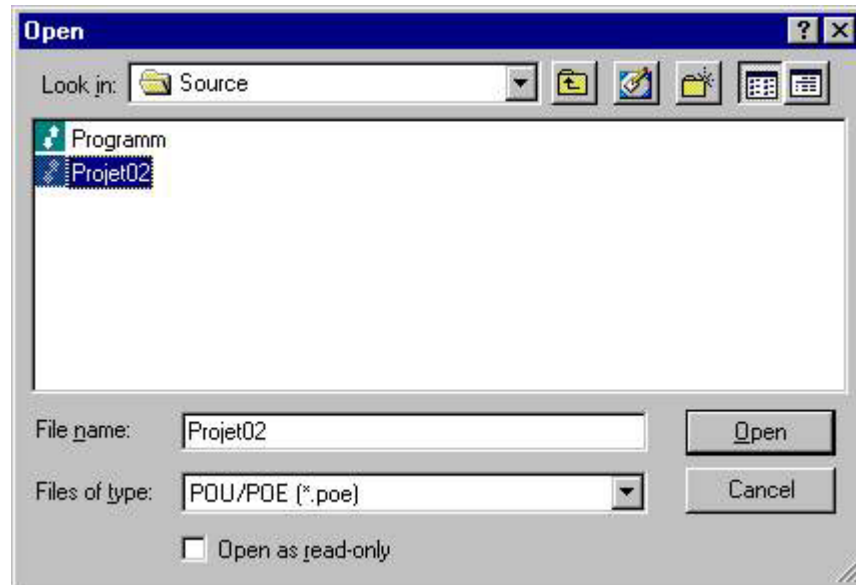 Open
Look in: Source
Programm
Projet02
File name: Projet02 Open
Files of type: POU/POE (*.poe) Cancel
Open as read-only